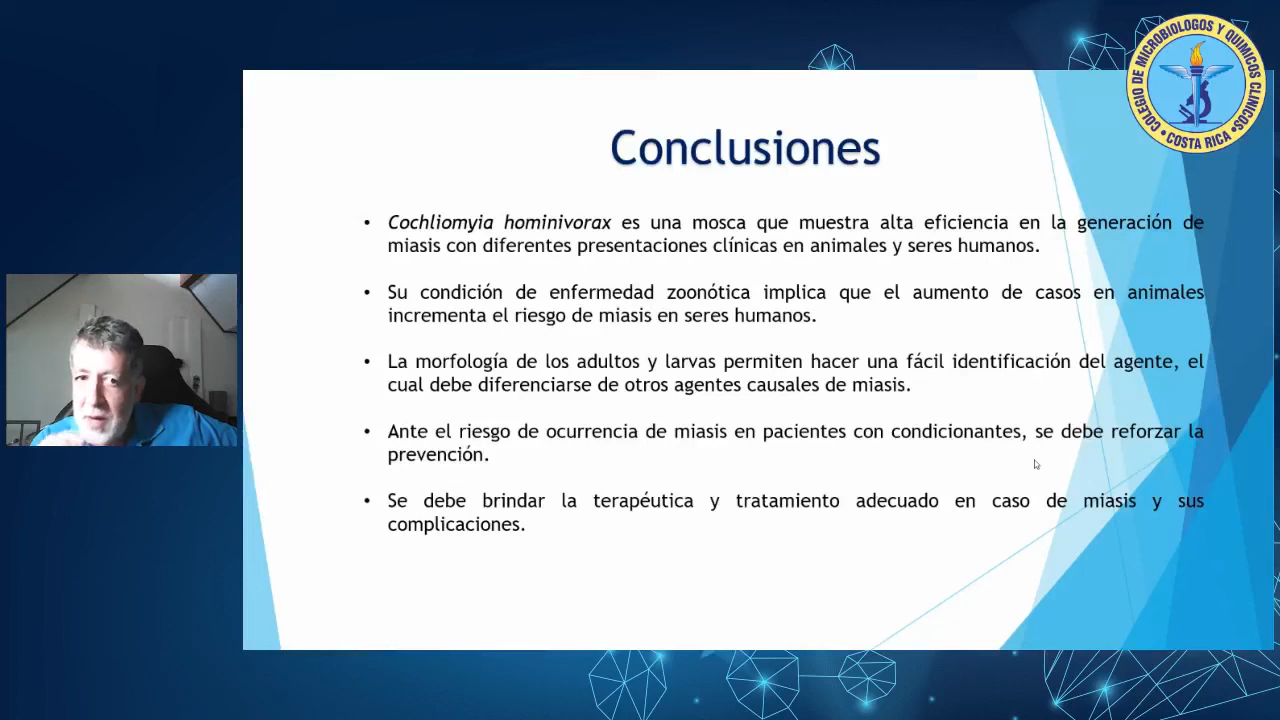 COLEGIO DE MICROBIOLOGOS Y QUIMICOS CLINICOS
• COSTA RICA •
Conclusiones
• Cochliomyia hominivorax es una mosca que muestra alta eficiencia en la generación de
miasis con diferentes presentaciones clínicas en animales y seres humanos.
• Su condición de enfermedad zoonótica implica que el aumento de casos en animales
incrementa el riesgo de miasis en seres humanos.
• La morfología de los adultos y larvas permiten hacer una fácil identificación del agente, el
cual debe diferenciarse de otros agentes causales de miasis.
• Ante el riesgo de ocurrencia de miasis en pacientes con condicionantes, se debe reforzar la
prevención.
• Se debe brindar la terapéutica y tratamiento adecuado en caso de miasis y sus
complicaciones.